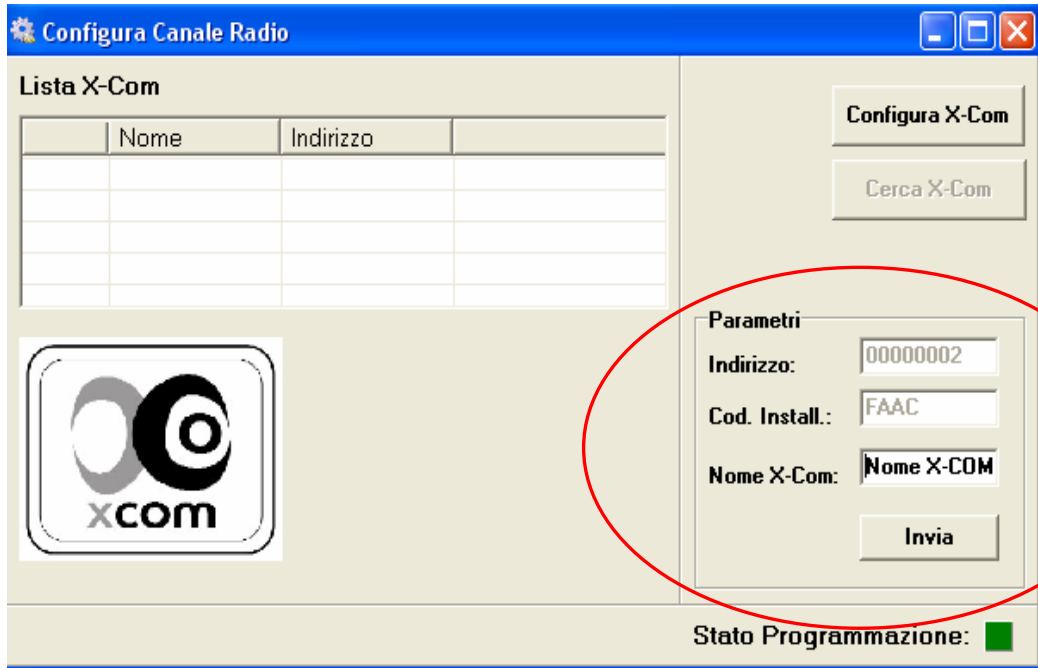 Configura Canale Radio
Lista X-Com
Nome Indirizzo
Configura X-Com
Cerca X-Com
xcom
Parametri
Indirizzo: 00000002
Cod. Install.: FAAC
Nome X-Com: Nome X-COM
Invia
Stato Programmazione: